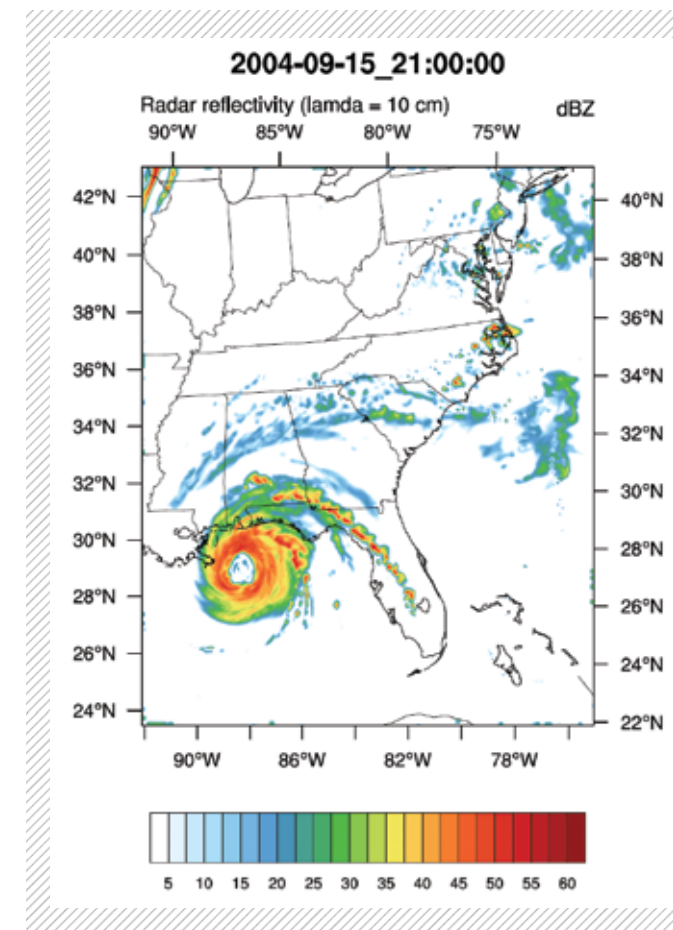 2004-09-15_21:00:00
Radar reflectivity (lamda = 10 cm) dBZ
90°W 85°W 80°W 75°W
42°N 40°N
40°N 38°N
38°N 36°N
36°N 34°N
34°N 32°N
32°N 30°N
30°N 28°N
28°N 26°N
26°N 24°N
24°N 22°N
90°W 86°W 82°W 78°W
5 10 15 20 25 30 35 40 45 50 55 60